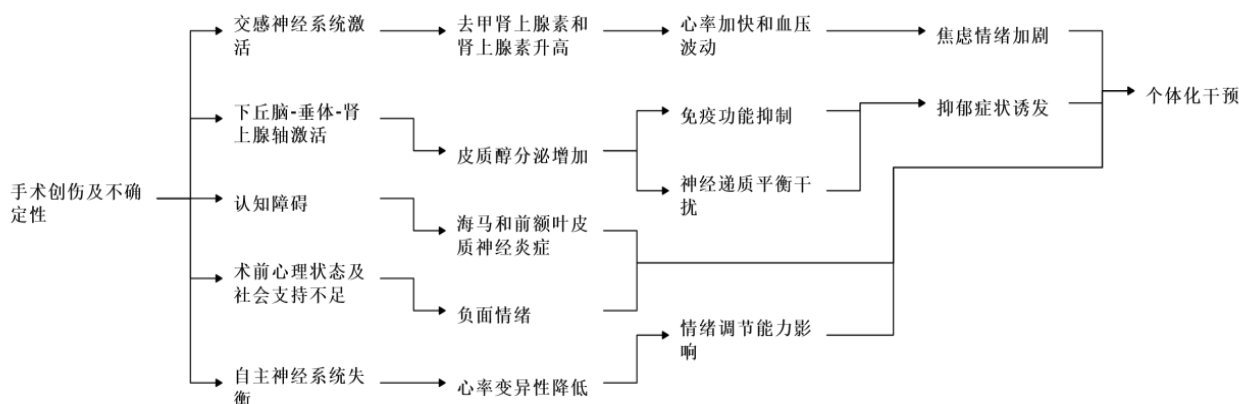 交感神经系统激
活
去甲肾上腺素和
肾上腺素升高
心率加快和血压
波动
焦虑情绪加剧
个体化干预
下丘脑-垂体-肾
上腺轴激活
皮质醇分泌增加
免疫功能抑制
抑郁症状诱发
神经递质平衡干
扰
手术创伤及不确
定性
认知障碍
海马和前额叶皮
质神经炎症
术前心理状态及
社会支持不足
负面情绪
情绪调节能力影
响
自主神经系统失
衡
心率变异性降低